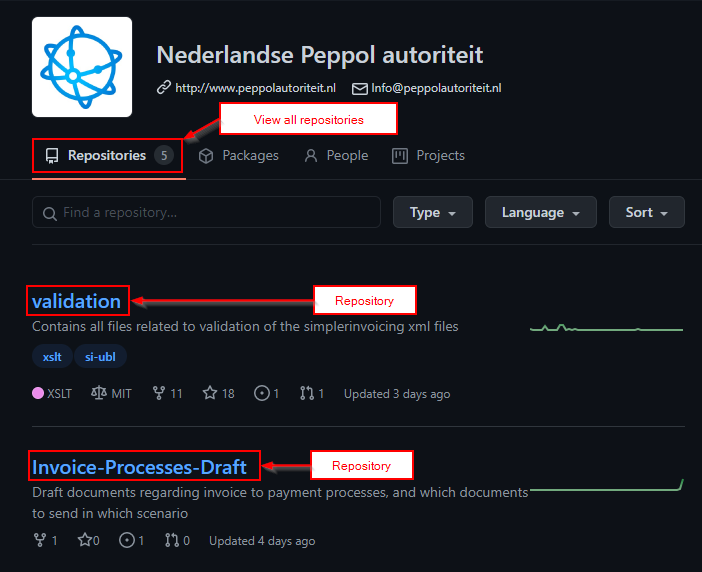 Nederlandse Peppol autoriteit
http://www.peppolautoriteit.nl Info@peppolautoriteit.nl
View all repositories
Repositories 5 Packages People Projects
Find a repository... Type Language Sort
validation Repository
Contains all files related to validation of the simplerinvoicing xml files
xslt si-ubl
XSLT MIT 11 18 1 1 Updated 3 days ago
Invoice-Processes-Draft Repository
Draft documents regarding invoice to payment processes, and which documents
to send in which scenario
1 0 1 0 Updated 4 days ago